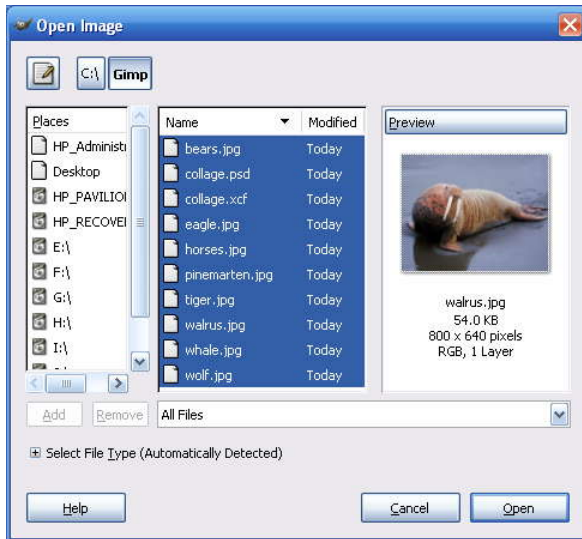 Open Image
C:\ Gimp
Places
HP_Administ
Desktop
HP_PAVILIO
HP_RECOVE
E:\
F:\
G:\
H:\
I:\
Name Modified
bears.jpg Today
collage.psd Today
collage.xcf Today
eagle.jpg Today
horses.jpg Today
pinemarten.jpg Today
tiger.jpg Today
walrus.jpg Today
whale.jpg Today
wolf.jpg Today
Preview
walrus.jpg
54.0 KB
800 x 640 pixels
RGB, 1 Layer
Add Remove All Files
Select File Type (Automatically Detected)
Help Cancel Open